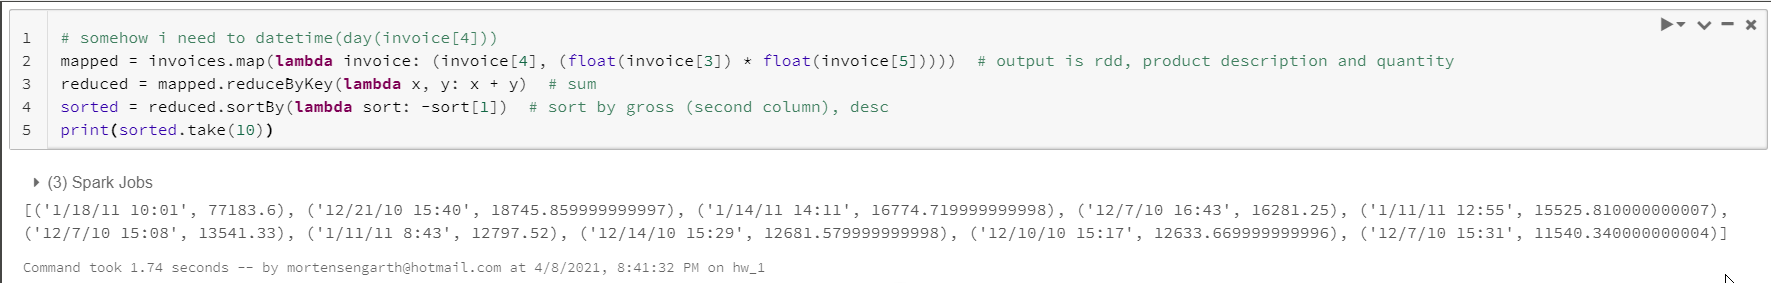 1 # somehow i need to datetime(day(invoice[4]))
2 mapped = invoices.map(lambda invoice: (invoice[4], (float(invoice[3]) * float(invoice[5])))) # output is rdd, product description and quantity
3 reduced = mapped.reduceByKey(lambda x, y: x + y) # sum
4 sorted = reduced.sortBy(lambda sort: -sort[1]) # sort by gross (second column), desc
5 print(sorted.take(10))
(3) Spark Jobs
[('1/18/11 10:01', 77183.6), ('12/21/10 15:40', 18745.859999999997), ('1/14/11 14:11', 16774.719999999998), ('12/7/10 16:43', 16281.25), ('1/11/11 12:55', 15525.810000000007),
('12/7/10 15:08', 13541.33), ('1/11/11 8:43', 12797.52), ('12/14/10 15:29', 12681.579999999998), ('12/10/10 15:17', 12633.669999999996), ('12/7/10 15:31', 11540.340000000004)]
Command took 1.74 seconds -- by mortensengarth@hotmail.com at 4/8/2021, 8:41:32 PM on hw_1